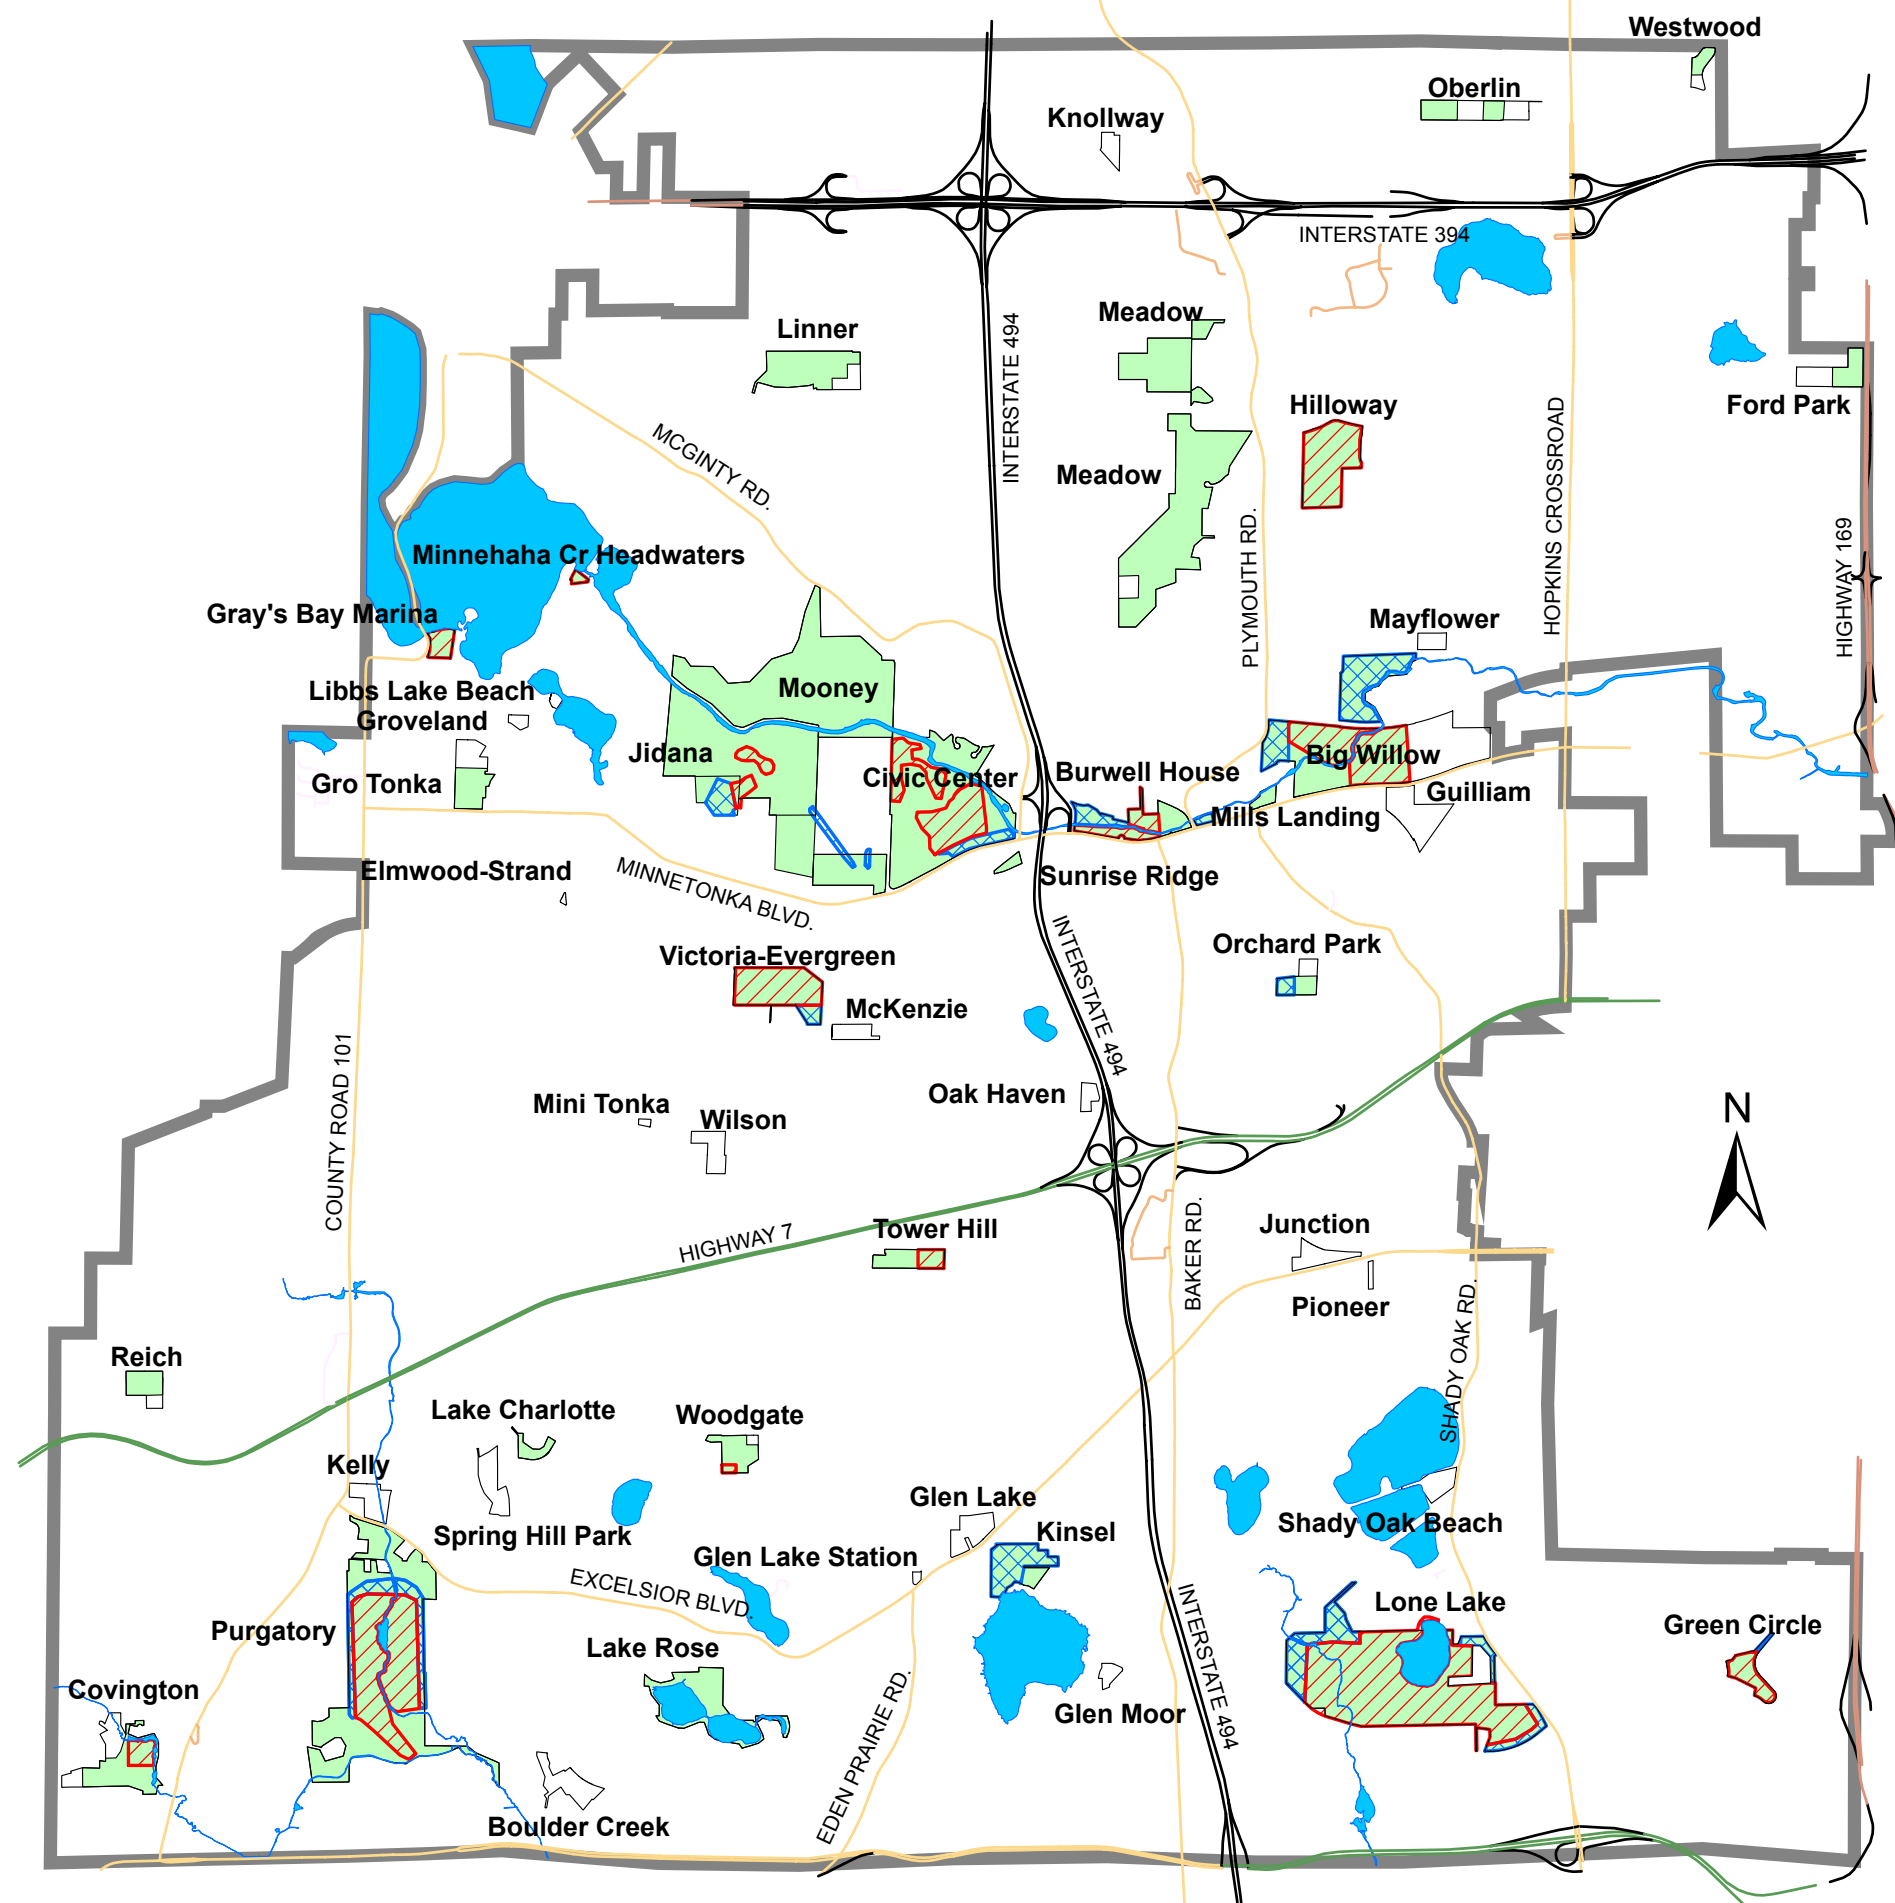 Westwood
Oberlin
Knollway
INTERSTATE 394
Meadow
Linner
INTERSTATE 494
Hilloway
Ford Park
MCGINTY RD.
Meadow
HOPKINS CROSSROAD
PLYMOUTH RD.
HIGHWAY 169
Minnehaha Cr Headwaters
Gray's Bay Marina
Mayflower
Libbs Lake Beach
Groveland
Mooney
Jidana
Big Willow
Gro Tonka
Civic Center
Burwell House
Guilliam
Mills Landing
Elmwood-Strand
MINNETONKA BLVD.
Sunrise Ridge
Victoria-Evergreen
INTERSTATE 494
Orchard Park
McKenzie
COUNTY ROAD 101
Mini Tonka
Wilson
Oak Haven
N
HIGHWAY 7
Tower Hill
BAKER RD.
Junction
Pioneer
SHADY OAK RD.
Reich
Lake Charlotte
Woodgate
Kelly
Spring Hill Park
Glen Lake
Kinsel
Shady Oak Beach
Glen Lake Station
EXCELSIOR BLVD.
Purgatory
Lake Rose
INTERSTATE 494
Lone Lake
Green Circle
Covington
Glen Moor
EDEN PRAIRIE RD.
Boulder Creek